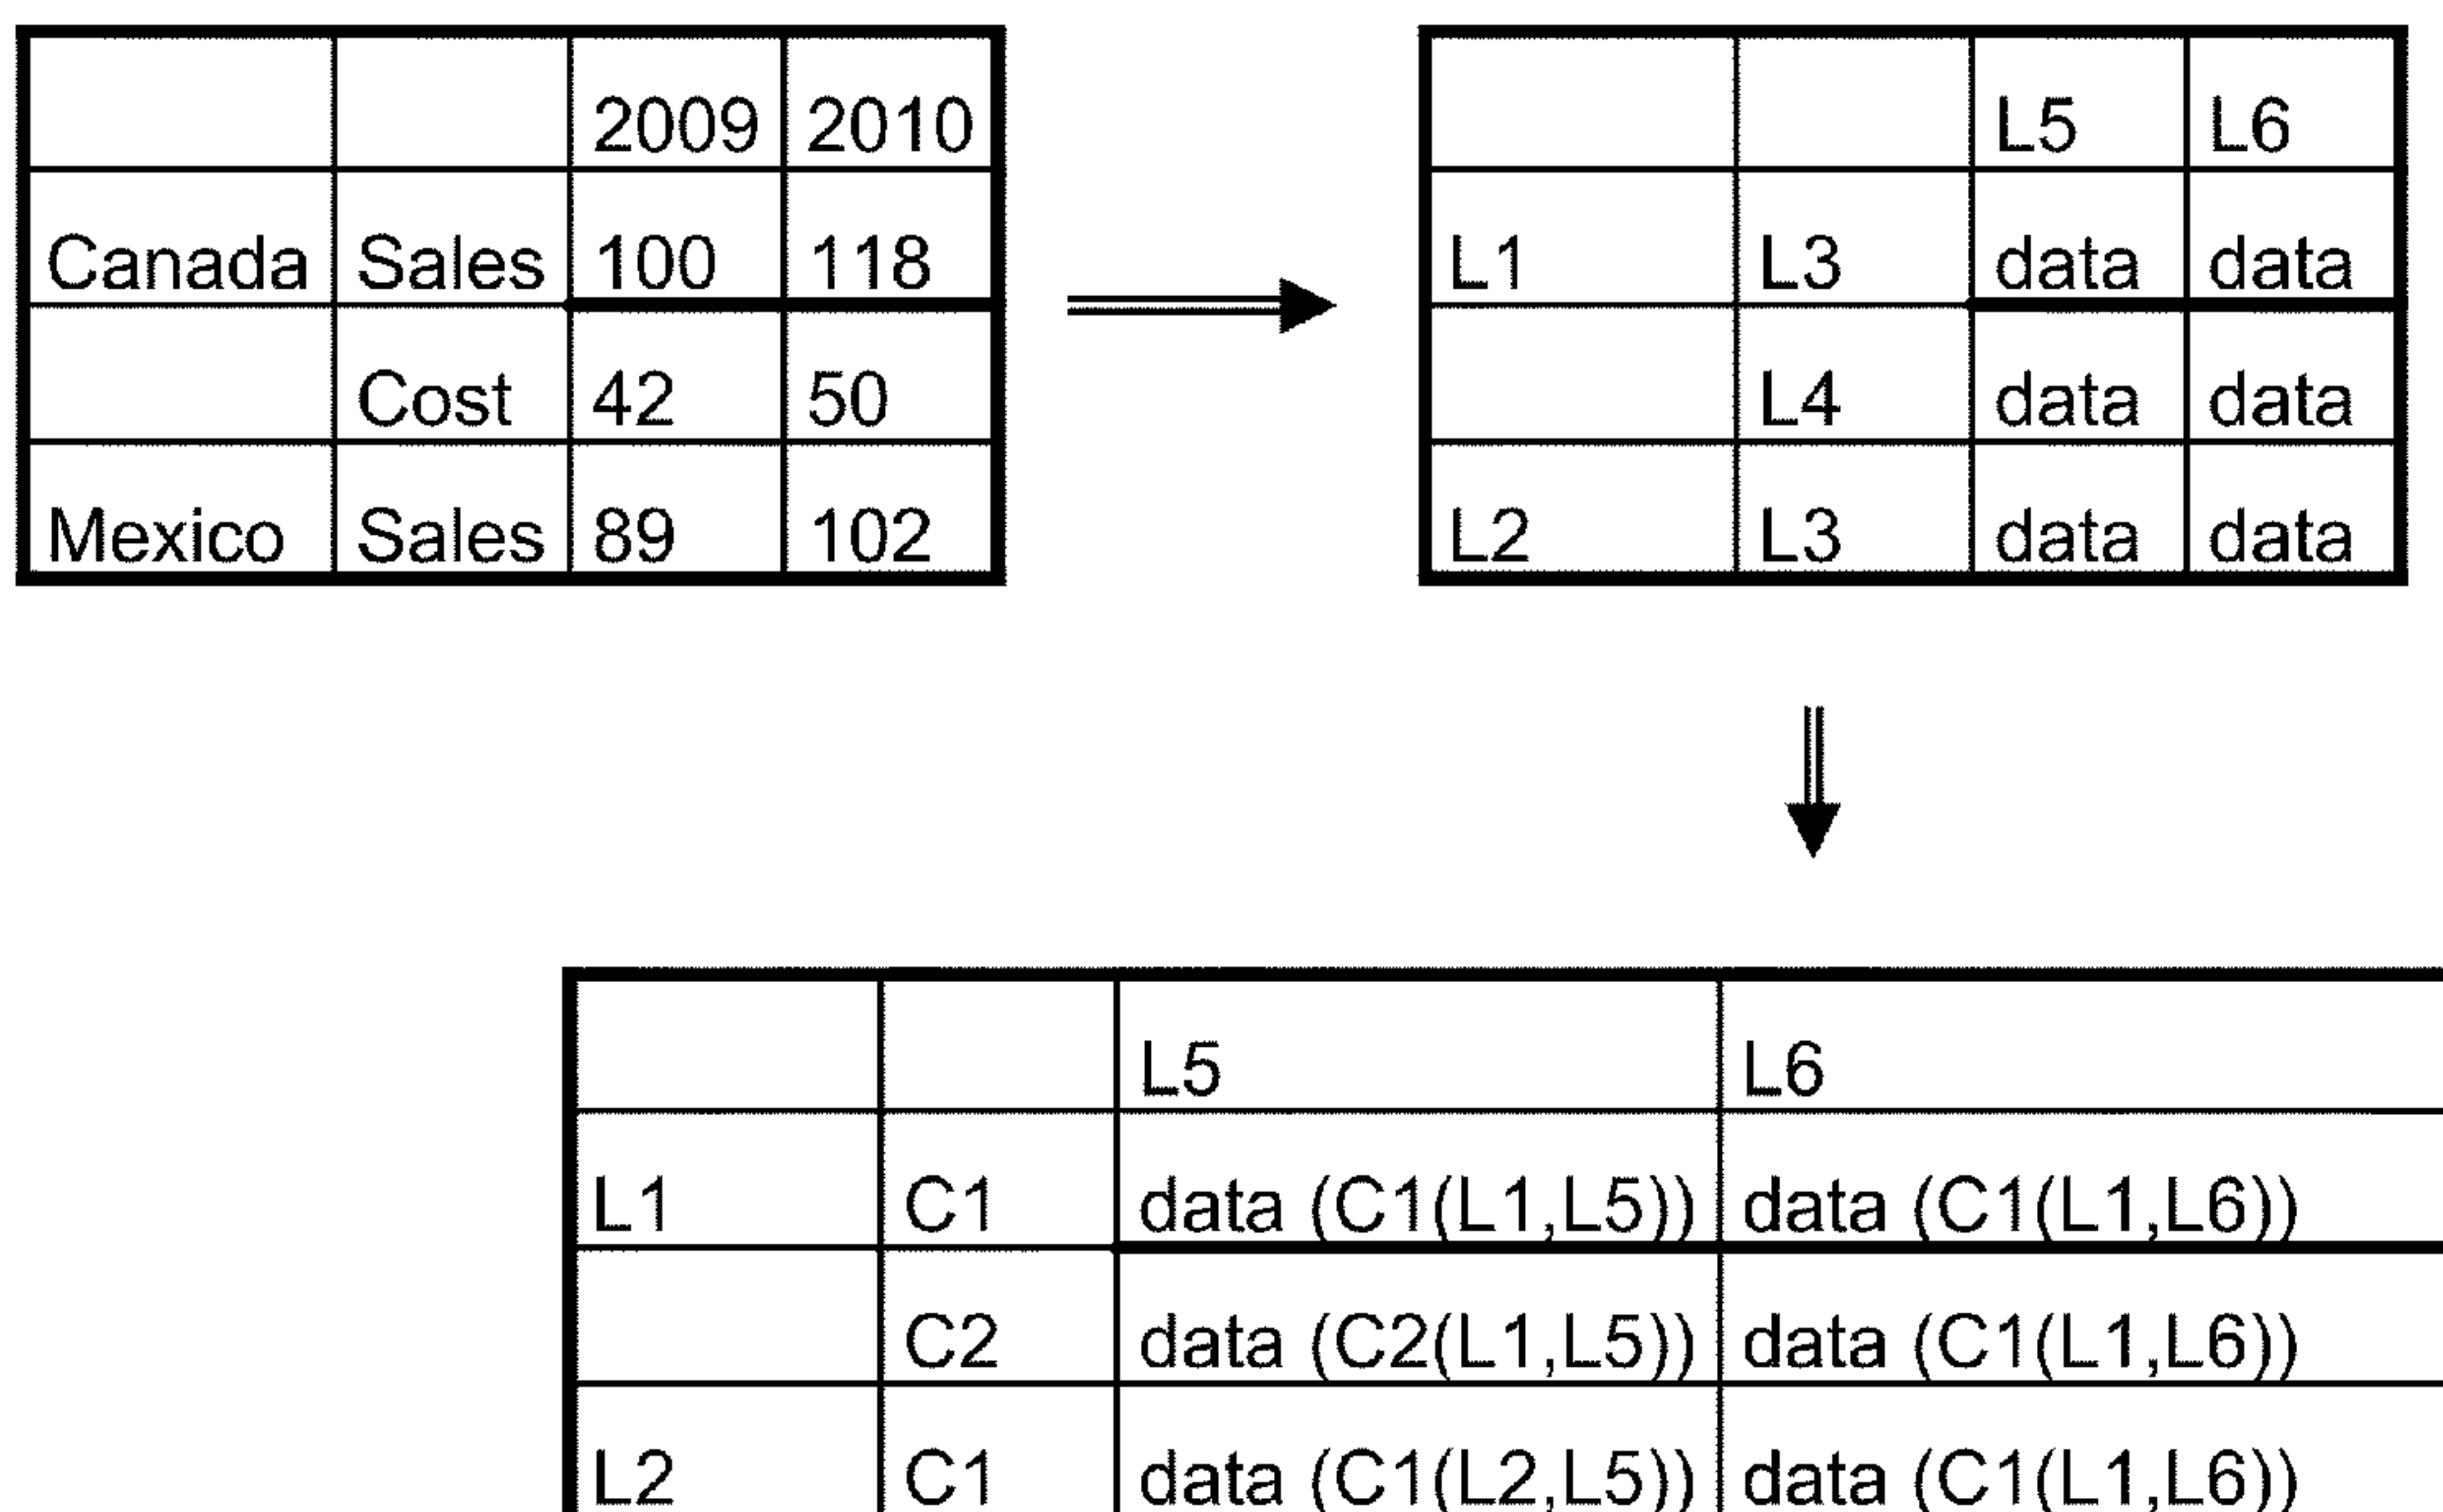 2009 2010
Canada Sales 100 118
Cost 42 50
Mexico Sales 89 102
L5 L6
L1 L3 data data
L4 data data
L2 L3 data data
L5 L6
L1 C1 data (C1(L1,L5)) data (C1(L1,L6))
C2 data (C2(L1,L5)) data (C1(L1,L6))
L2 C1 data (C1(L2,L5)) data (C1(L1,L6))